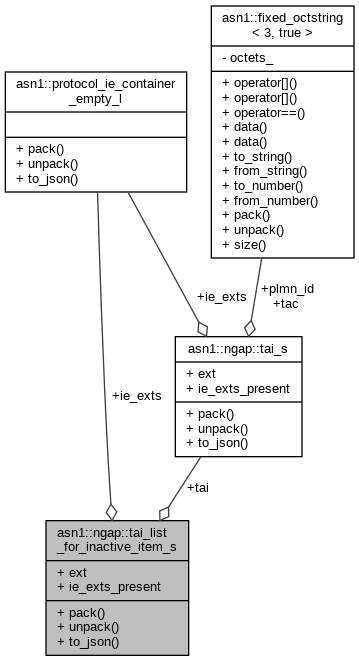 asn1::fixed_octstring
< 3, true >
- octets_
+ operator[]()
+ operator[]()
+ operator==()
+ data()
+ data()
+ to_string()
+ from_string()
+ to_number()
+ from_number()
+ pack()
+ unpack()
+ size()
asn1::protocol_ie_container
_empty_l
+ pack()
+ unpack()
+ to_json()
+ie_exts
+plmn_id
+tac
asn1::ngap::tai_s
+ ext
+ ie_exts_present
+ pack()
+ unpack()
+ to_json()
+ie_exts
+tai
asn1::ngap::tai_list
_for_inactive_item_s
+ ext
+ ie_exts_present
+ pack()
+ unpack()
+ to_json()